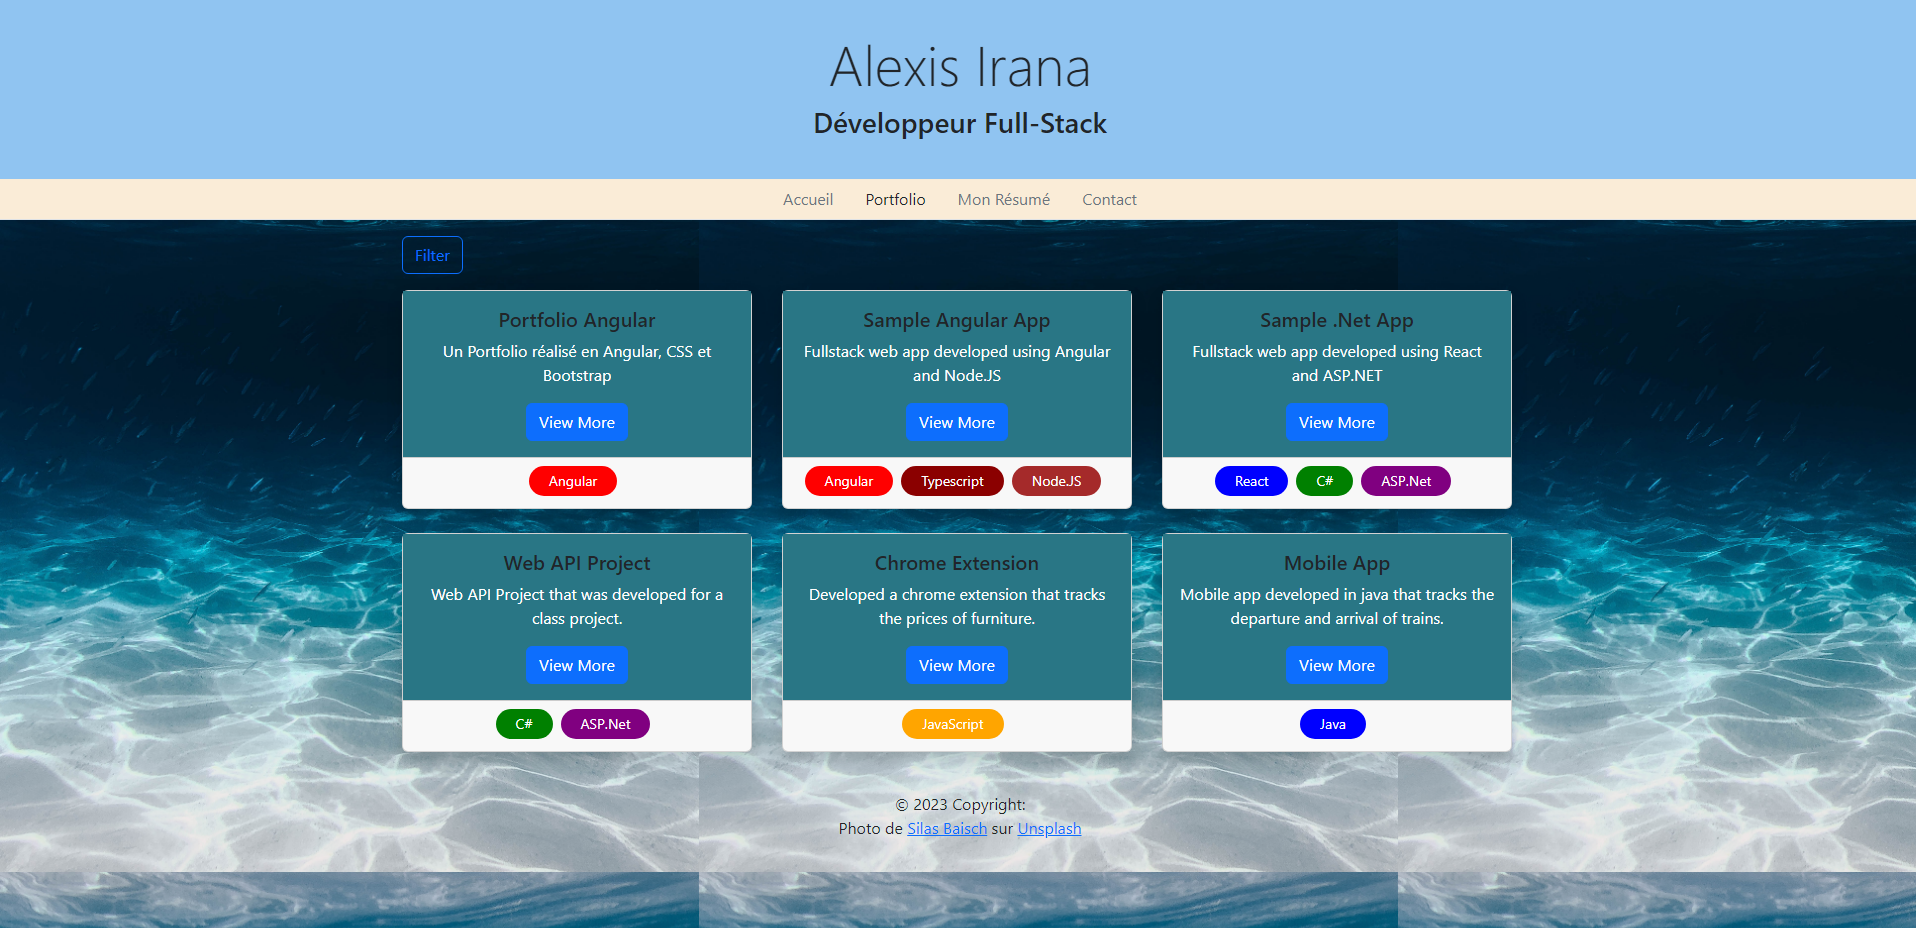 Alexis Irana
Développeur Full-Stack
Accueil Portfolio Mon Résumé Contact
Filter
Portfolio Angular
Un Portfolio réalisé en Angular, CSS et
Bootstrap
View More
Angular
Sample Angular App
Fullstack web app developed using Angular
and Node.JS
View More
Angular Typescript Node.JS
Sample .Net App
Fullstack web app developed using React
and ASP.NET
View More
React C# ASP.Net
Web API Project
Web API Project that was developed for a
class project.
View More
C# ASP.Net
Chrome Extension
Developed a chrome extension that tracks
the prices of furniture.
View More
JavaScript
Mobile App
Mobile app developed in java that tracks the
departure and arrival of trains.
View More
Java
© 2023 Copyright:
Photo de Silas Baisch sur Unsplash